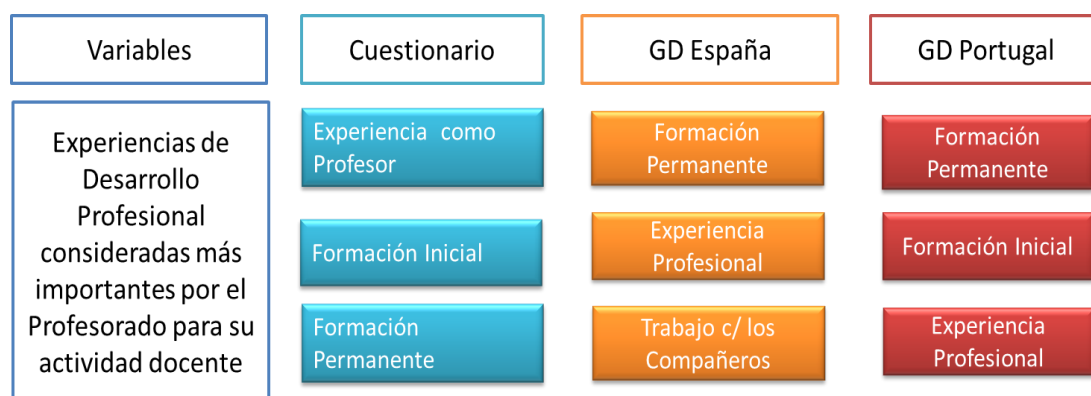 Variables
Cuestionario
GD España
GD Portugal
Experiencias de
Desarrollo
Profesional
consideradas más
importantes por el
Profesorado para su
actividad docente
Experiencia como
Profesor
Formación
Permanente
Formación
Permanente
Formación Inicial
Experiencia
Profesional
Formación Inicial
Formación
Permanente
Trabajo c/ los
Compañeros
Experiencia
Profesional